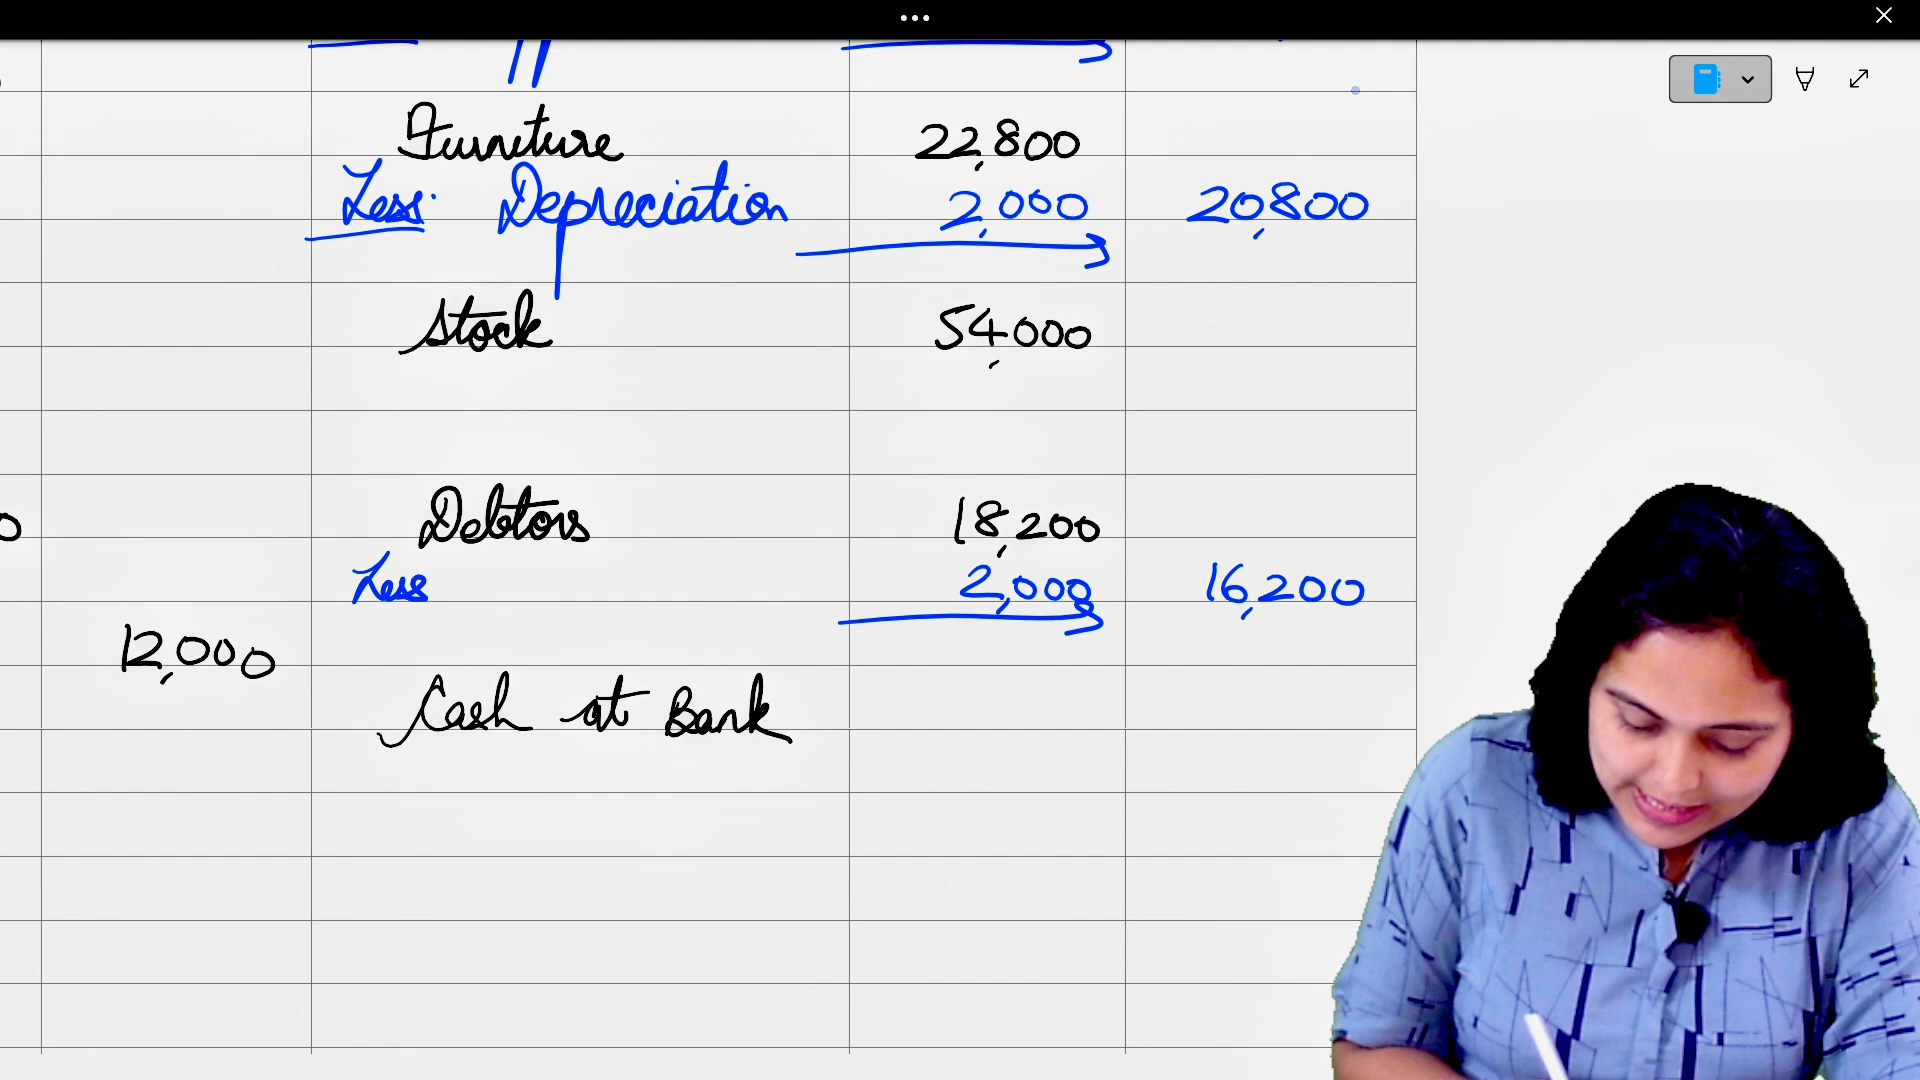 Furniture 22,800
Less: Depreciation 2,000 20,800
Stock 54,000
Debtors 18,200
Less 2,000 16,200
12,000
Cash at Bank